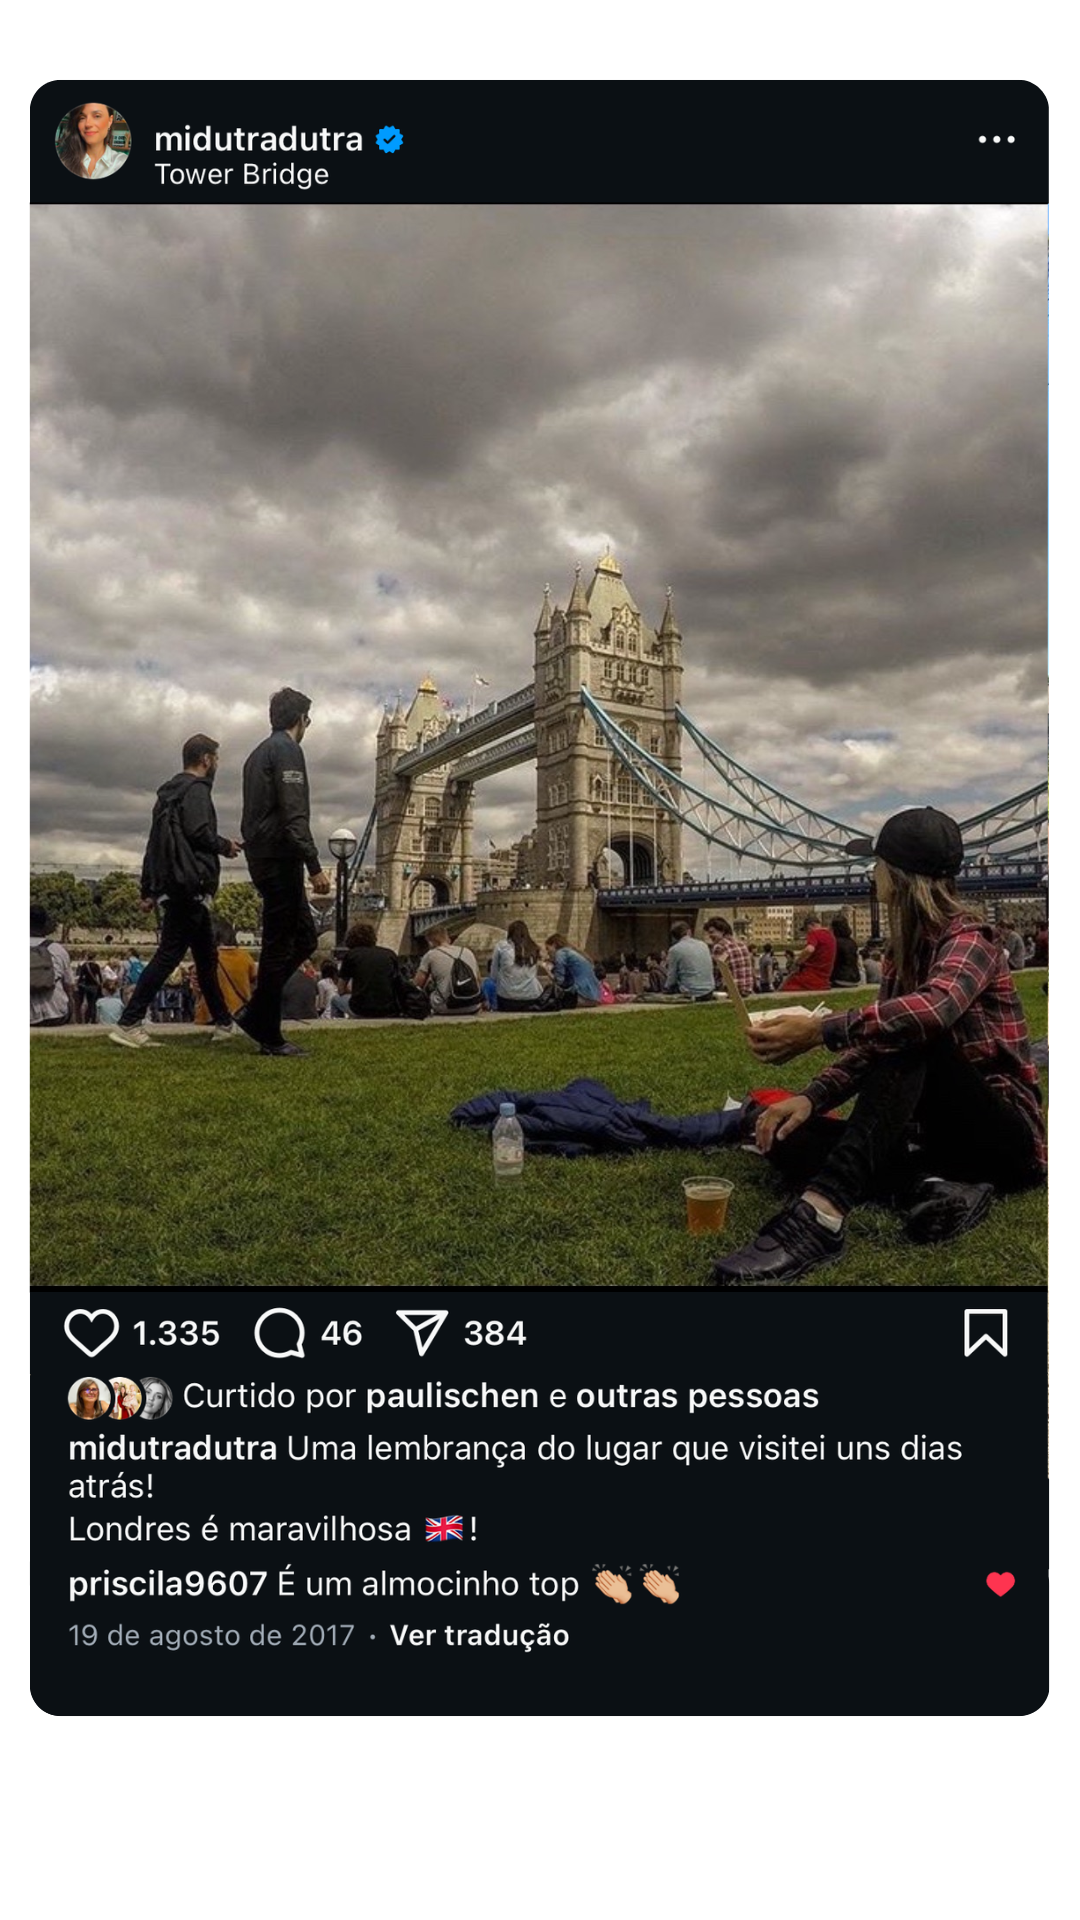 midutradutra
Tower Bridge
1.335 46 384
Curtido por paulischen e outras pessoas
midutradutra Uma lembrança do lugar que visitei uns dias
atrás!
Londres é maravilhosa 🇬🇧!
priscila9607 É um almocinho top 👏🏼👏🏼
19 de agosto de 2017 • Ver tradução